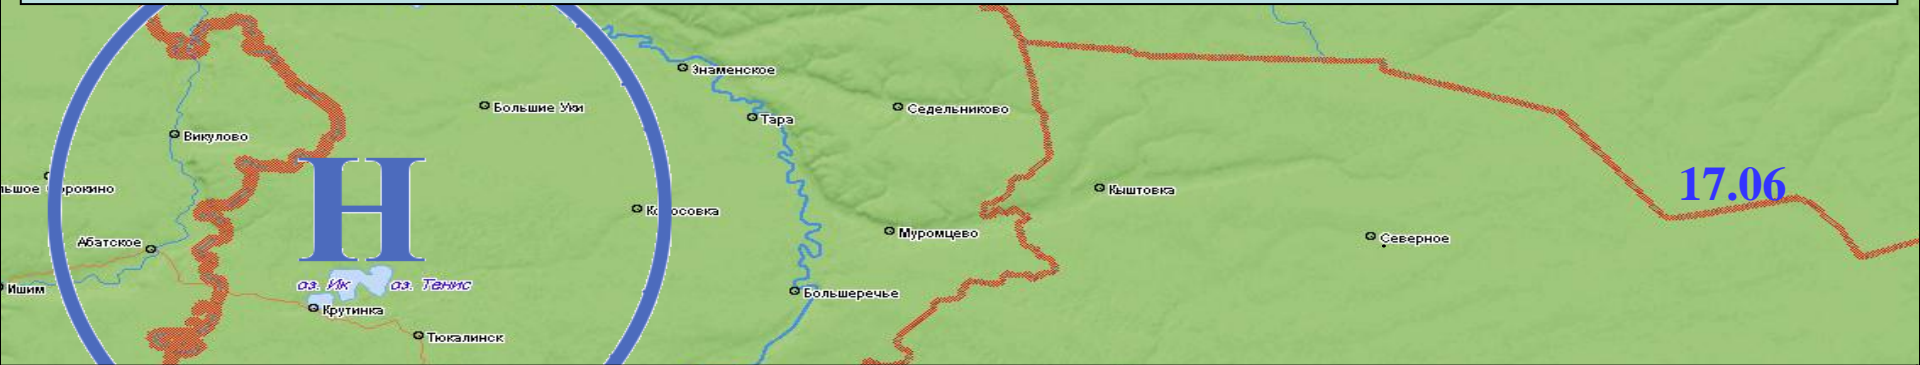 Знаменское
Большие Уки
Седельниково
Тара
Викулово
17.06
Н
Кыштовка
Абатское
Муромцево
Северное
оз. Ик
оз. Тенис
Ишим
Большеречье
Крутинка
Тюкалинск